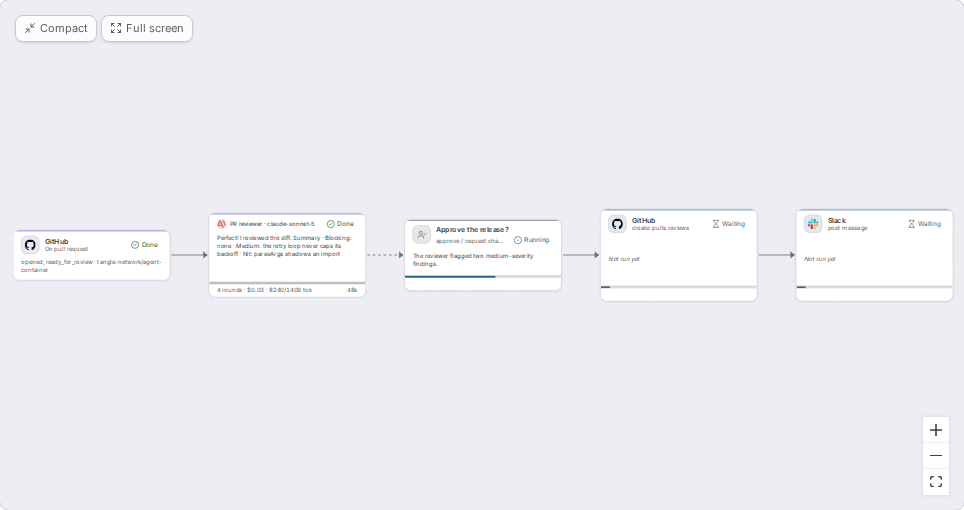 Compact
Full screen
GitHub
On pull request
Done
opened, ready_for_review · tangle-network/agent-
container
PR reviewer · claude-sonnet-5
Done
Perfect! I reviewed the diff. Summary · Blocking:
none · Medium: the retry loop never caps its
backoff · Nit: parseArgs shadows an import
4 rounds · $0.03 · 8240/1409 tok
48s
Approve the release?
approve / request cha...
Running
The reviewer flagged two medium-severity
findings.
GitHub
create pulls.reviews
Waiting
Not run yet
Slack
post message
Waiting
Not run yet